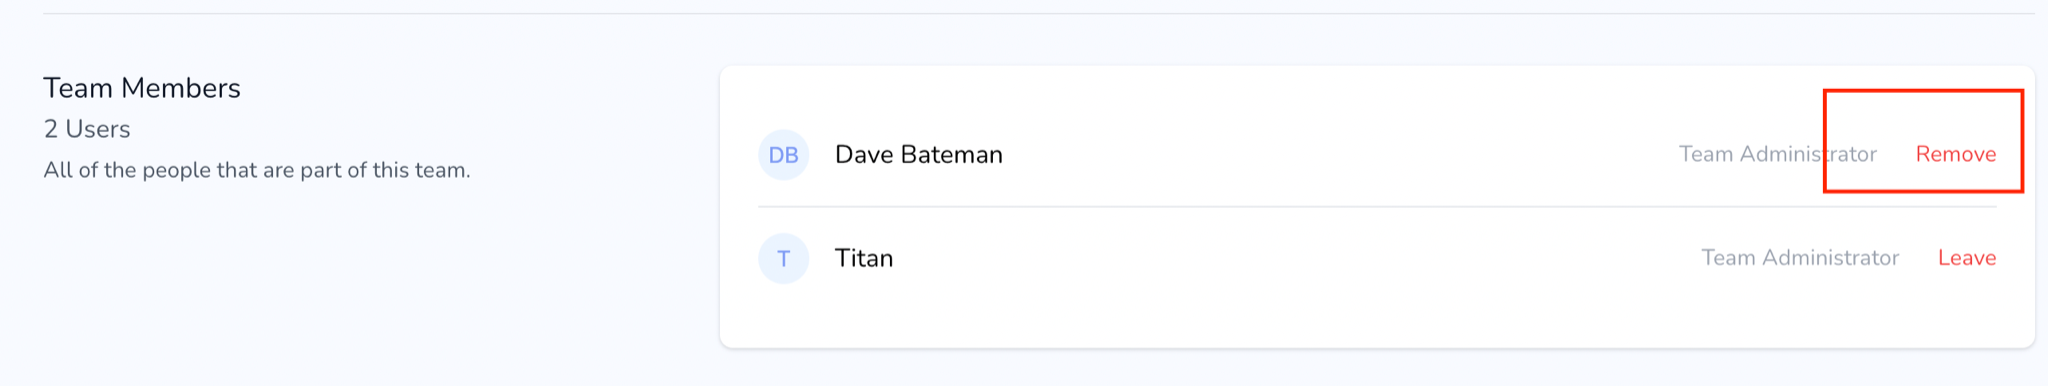 Team Members
2 Users
All of the people that are part of this team.
DB Dave Bateman Team Administrator Remove
T Titan Team Administrator Leave